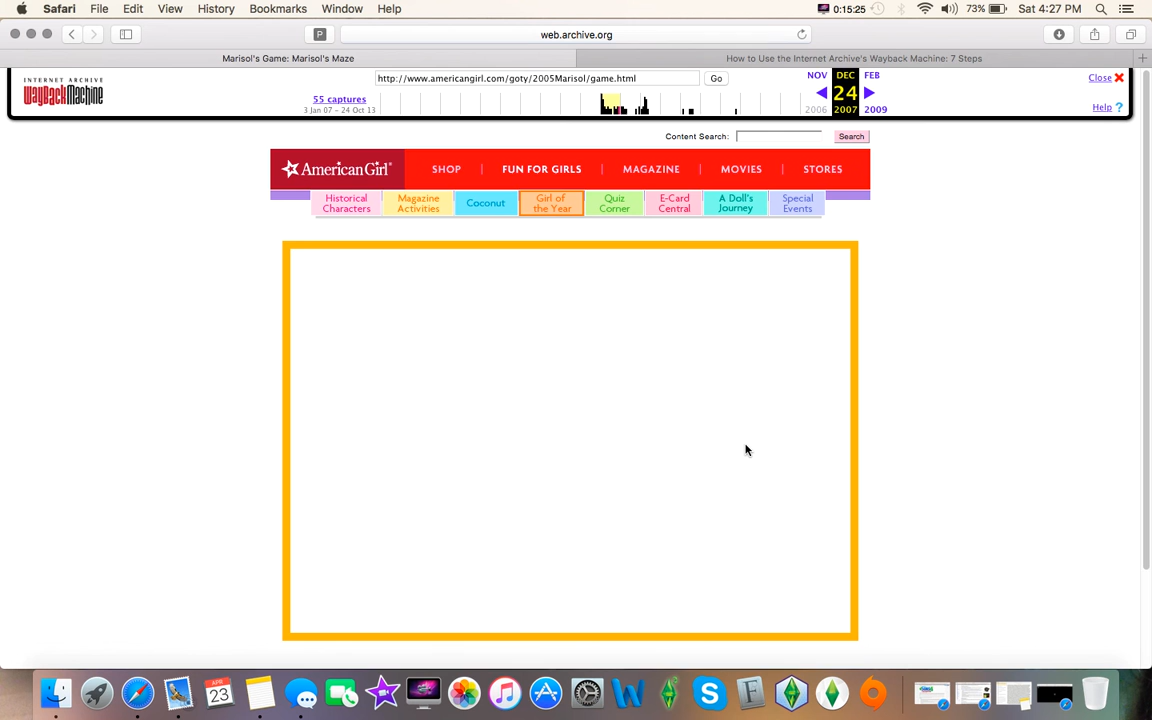 Safari File Edit View History Bookmarks Window Help 0:15:25 73% Sat 4:27 PM
P web.archive.org
Marisol's Game: Marisol's Maze How to Use the Internet Archive's Wayback Machine: 7 Steps
INTERNET ARCHIVE
WayBackMachine
http://www.americangirl.com/goty/2005Marisol/game.html Go
NOV DEC FEB
Close
55 captures
24
3 Jan 07 - 24 Oct 13
2006 2007 2009
Help ?
Content Search: Search
American Girl SHOP | FUN FOR GIRLS | MAGAZINE | MOVIES | STORES
Historical Characters
Magazine Activities
Coconut
Girl of the Year
Quiz Corner
E-Card Central
A Doll's Journey
Special Events
APR
23
W
S
F